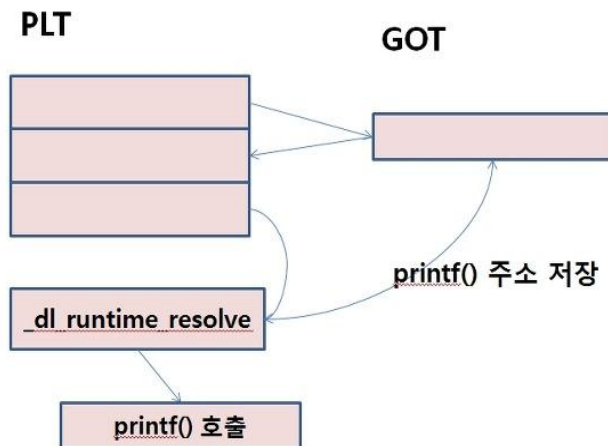 PLT
GOT
printf() 주소 저장
_dl_runtime_resolve
printf() 호출